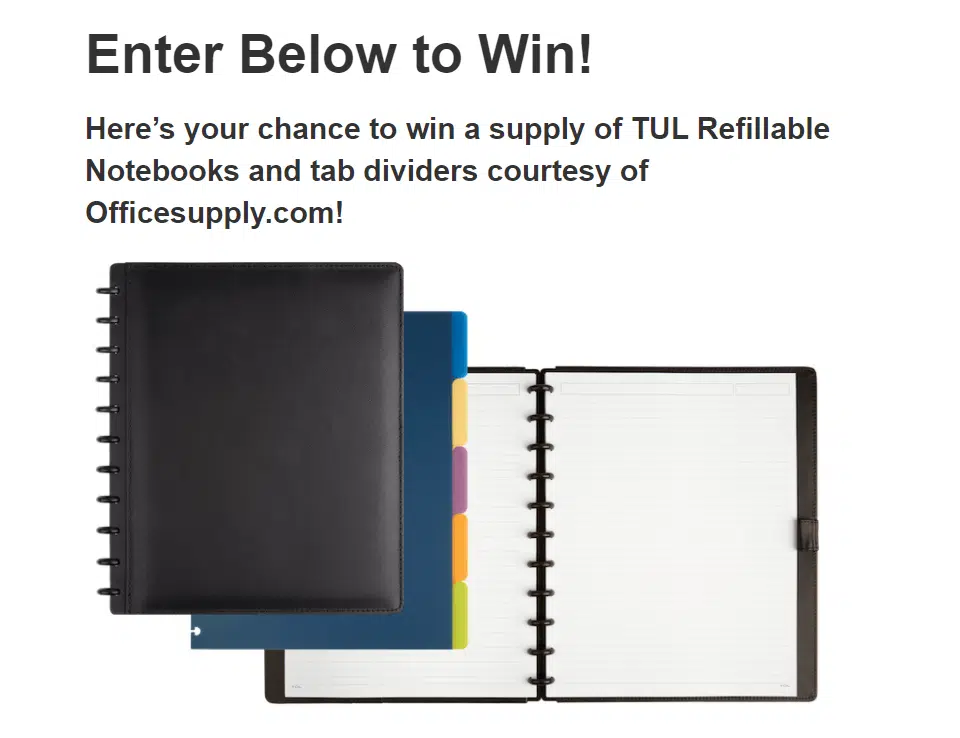 Enter Below to Win!
Here’s your chance to win a supply of TUL Refillable
Notebooks and tab dividers courtesy of
Officesupply.com!